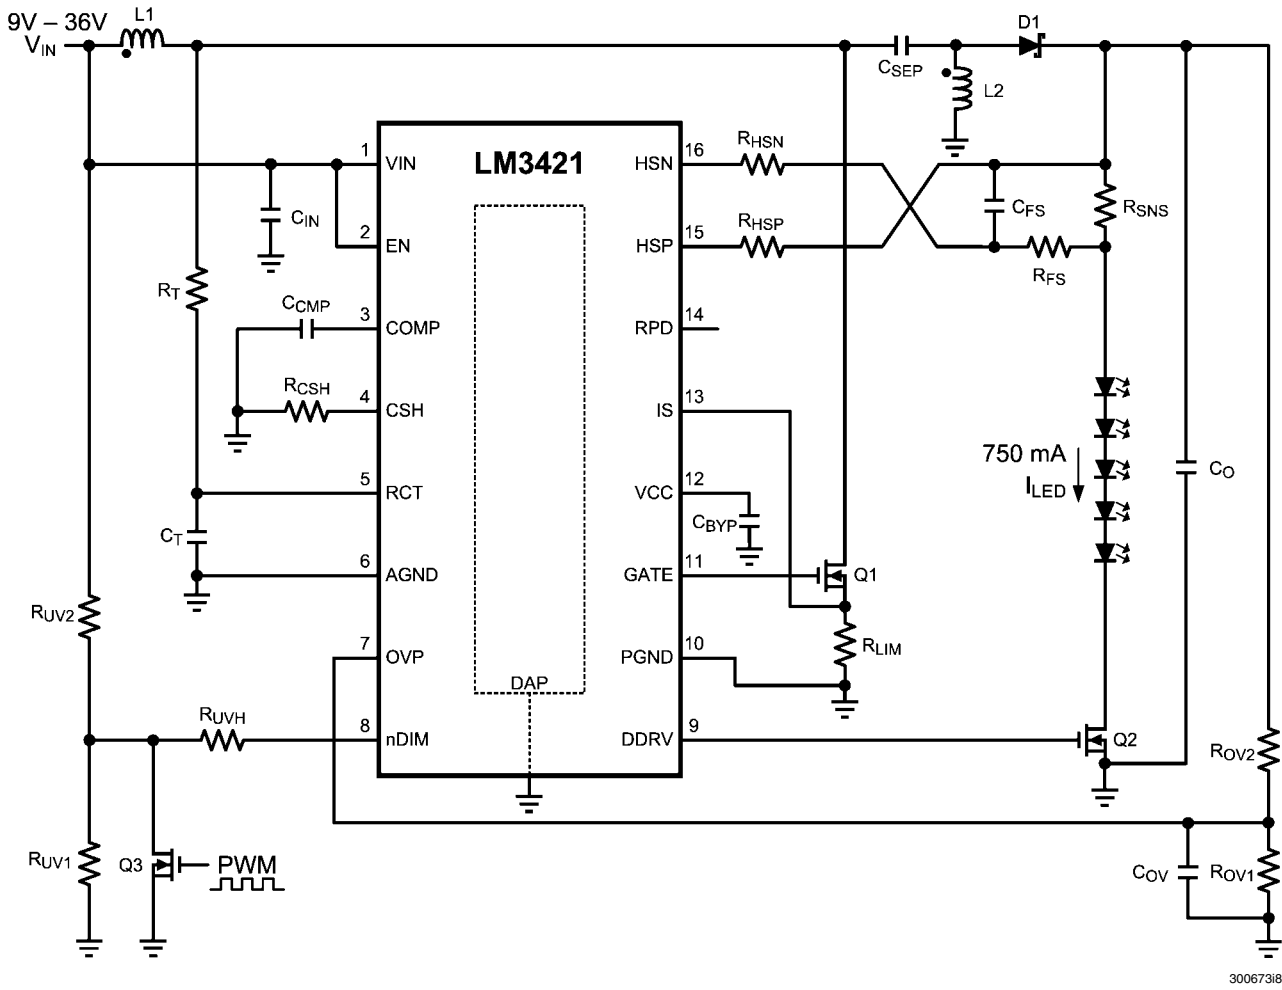 9V – 36V
VIN
L1
D1
CSEP
L2
LM3421
1
VIN
HSN
16
RHSN
CIN
CFS
RSNS
2
EN
HSP
15
RHSP
RFS
RT
CCMP
3
COMP
RPD
14
RCSH
4
CSH
IS
13
750 mA
ILED
CO
5
RCT
VCC
12
CT
CBYP
6
AGND
GATE
11
Q1
RUV2
7
OVP
PGND
10
RLIM
DAP
RUVH
8
nDIM
DDRV
9
Q2
ROV2
RUV1
Q3
PWM
COV
ROV1
300673i8